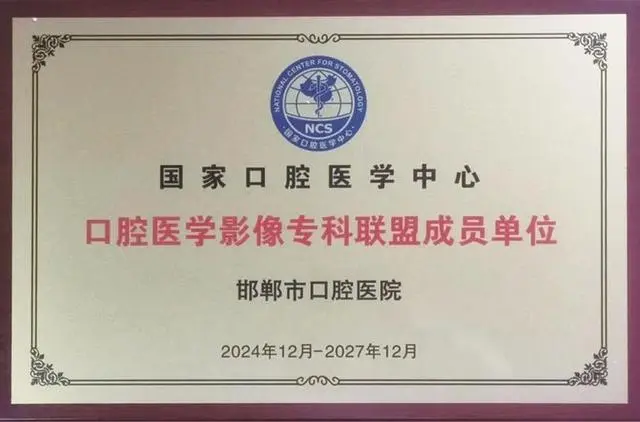 NATIONAL CENTER FOR STOMATOLOGY
NCS
·国家口腔医学中心·
国家口腔医学中心
口腔医学影像专科联盟成员单位
邯郸市口腔医院
2024年12月-2027年12月